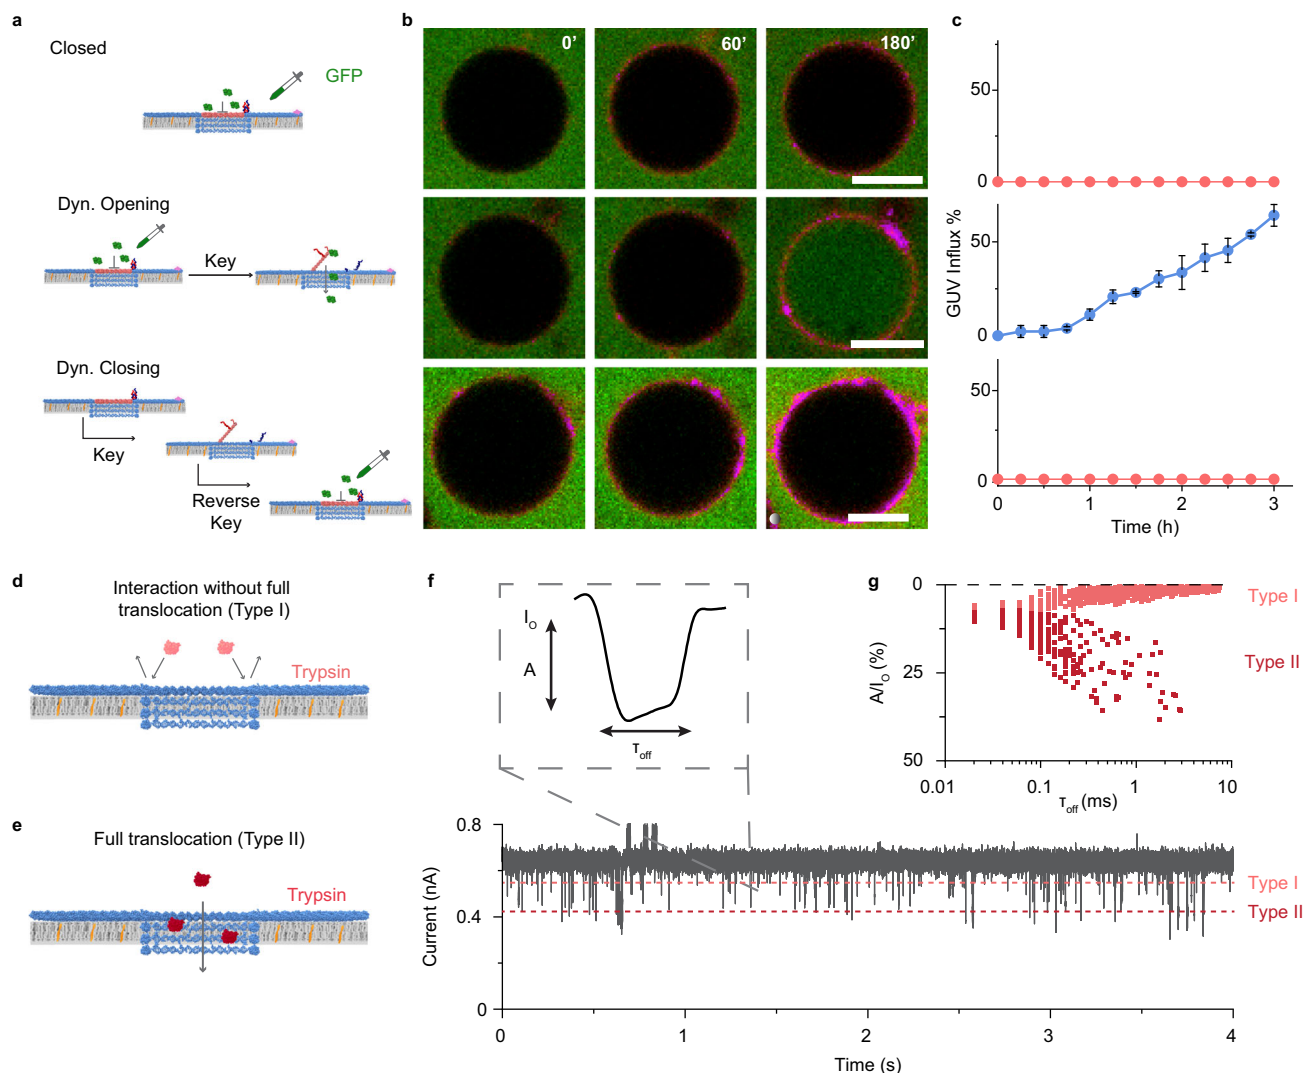 a
Closed
GFP
Dyn. Opening
Key
Dyn. Closing
Key
Reverse
Key
b
0'
60'
180'
c
50
0
50
0
50
0
GUV Influx %
1
2
3
Time (h)
d
Interaction without full
translocation (Type I)
Trypsin
e
Full translocation (Type II)
Trypsin
f
IO
A
τoff
0.8
0.4
0
Current (nA)
Type I
Type II
0
1
2
3
4
Time (s)
g
0
25
50
A/IO (%)
Type I
Type II
0.01
0.1
1
10
τoff (ms)